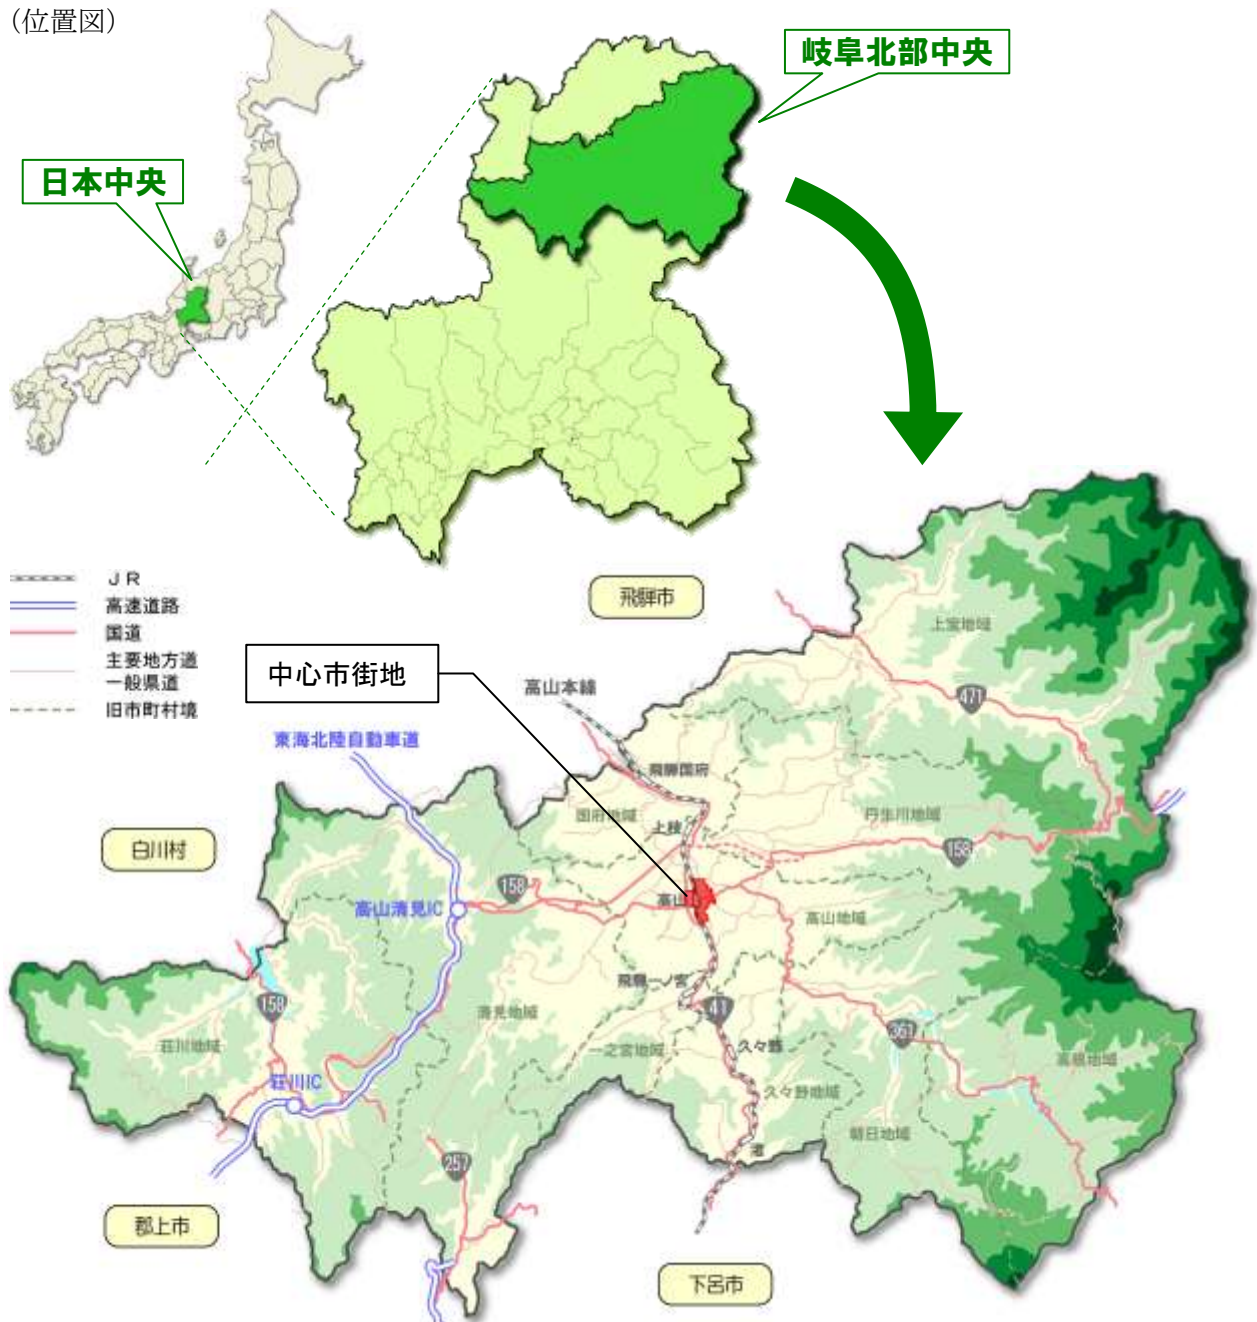 （位置図）
岐阜北部中央
日本中央
ＪＲ
高速道路
国道
主要地方道
一般県道
旧市町村境
飛騨市
中心市街地
高山本線
東海北陸自動車道
上宝地域
471
飛騨国府
国府地域
上枝
丹生川地域
158
白川村
158
高山清見IC
高山
高山地域
飛騨一ノ宮
158
清見地域
41
361
荘川地域
一之宮地域
久々野
高根地域
荘川IC
久々野地域
朝日地域
渚
257
郡上市
下呂市